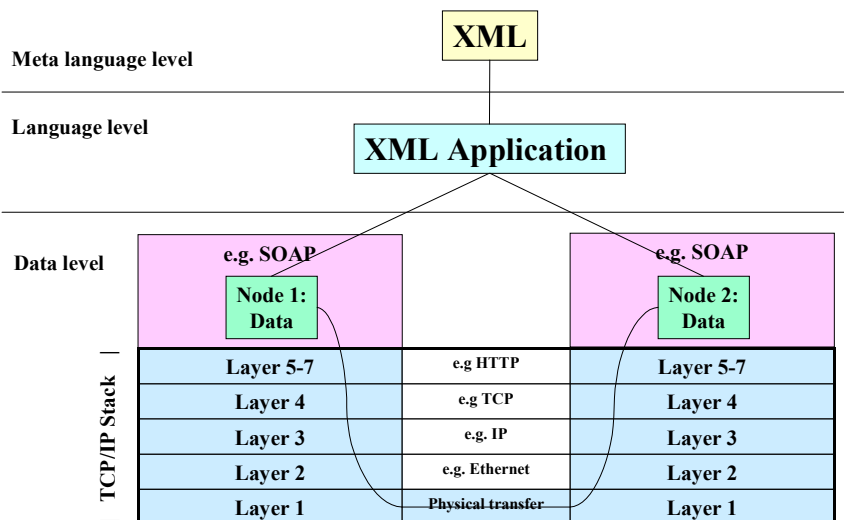 XML
Meta language level
Language level
XML Application
Data level
e.g. SOAP
e.g. SOAP
Node 1:
Data
Node 2:
Data
TCP/IP Stack |
Layer 5-7
e.g HTTP
Layer 5-7
Layer 4
e.g TCP
Layer 4
Layer 3
e.g. IP
Layer 3
Layer 2
e.g. Ethernet
Layer 2
Layer 1
Physical transfer
Layer 1